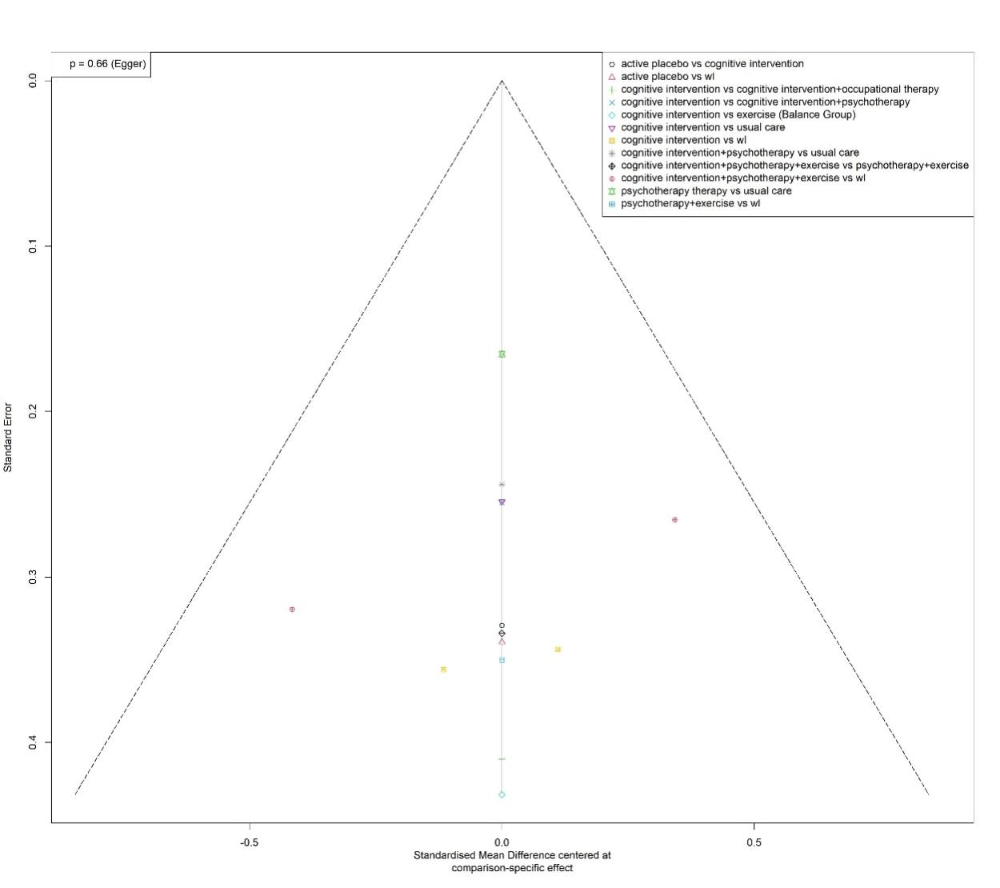 p = 0.66 (Egger)
active placebo vs cognitive intervention
active placebo vs wl
cognitive intervention vs cognitive intervention+occupational therapy
cognitive intervention vs cognitive intervention+psychotherapy
cognitive intervention vs exercise (Balance Group)
cognitive intervention vs usual care
cognitive intervention vs wl
cognitive intervention+psychotherapy vs usual care
cognitive intervention+psychotherapy+exercise vs psychotherapy+exercise
cognitive intervention+psychotherapy+exercise vs wl
psychotherapy therapy vs usual care
psychotherapy+exercise vs wl
0.0
0.1
0.2
0.3
0.4
Standard Error
-0.5
0.0
0.5
Standardised Mean Difference centered at
comparison-specific effect